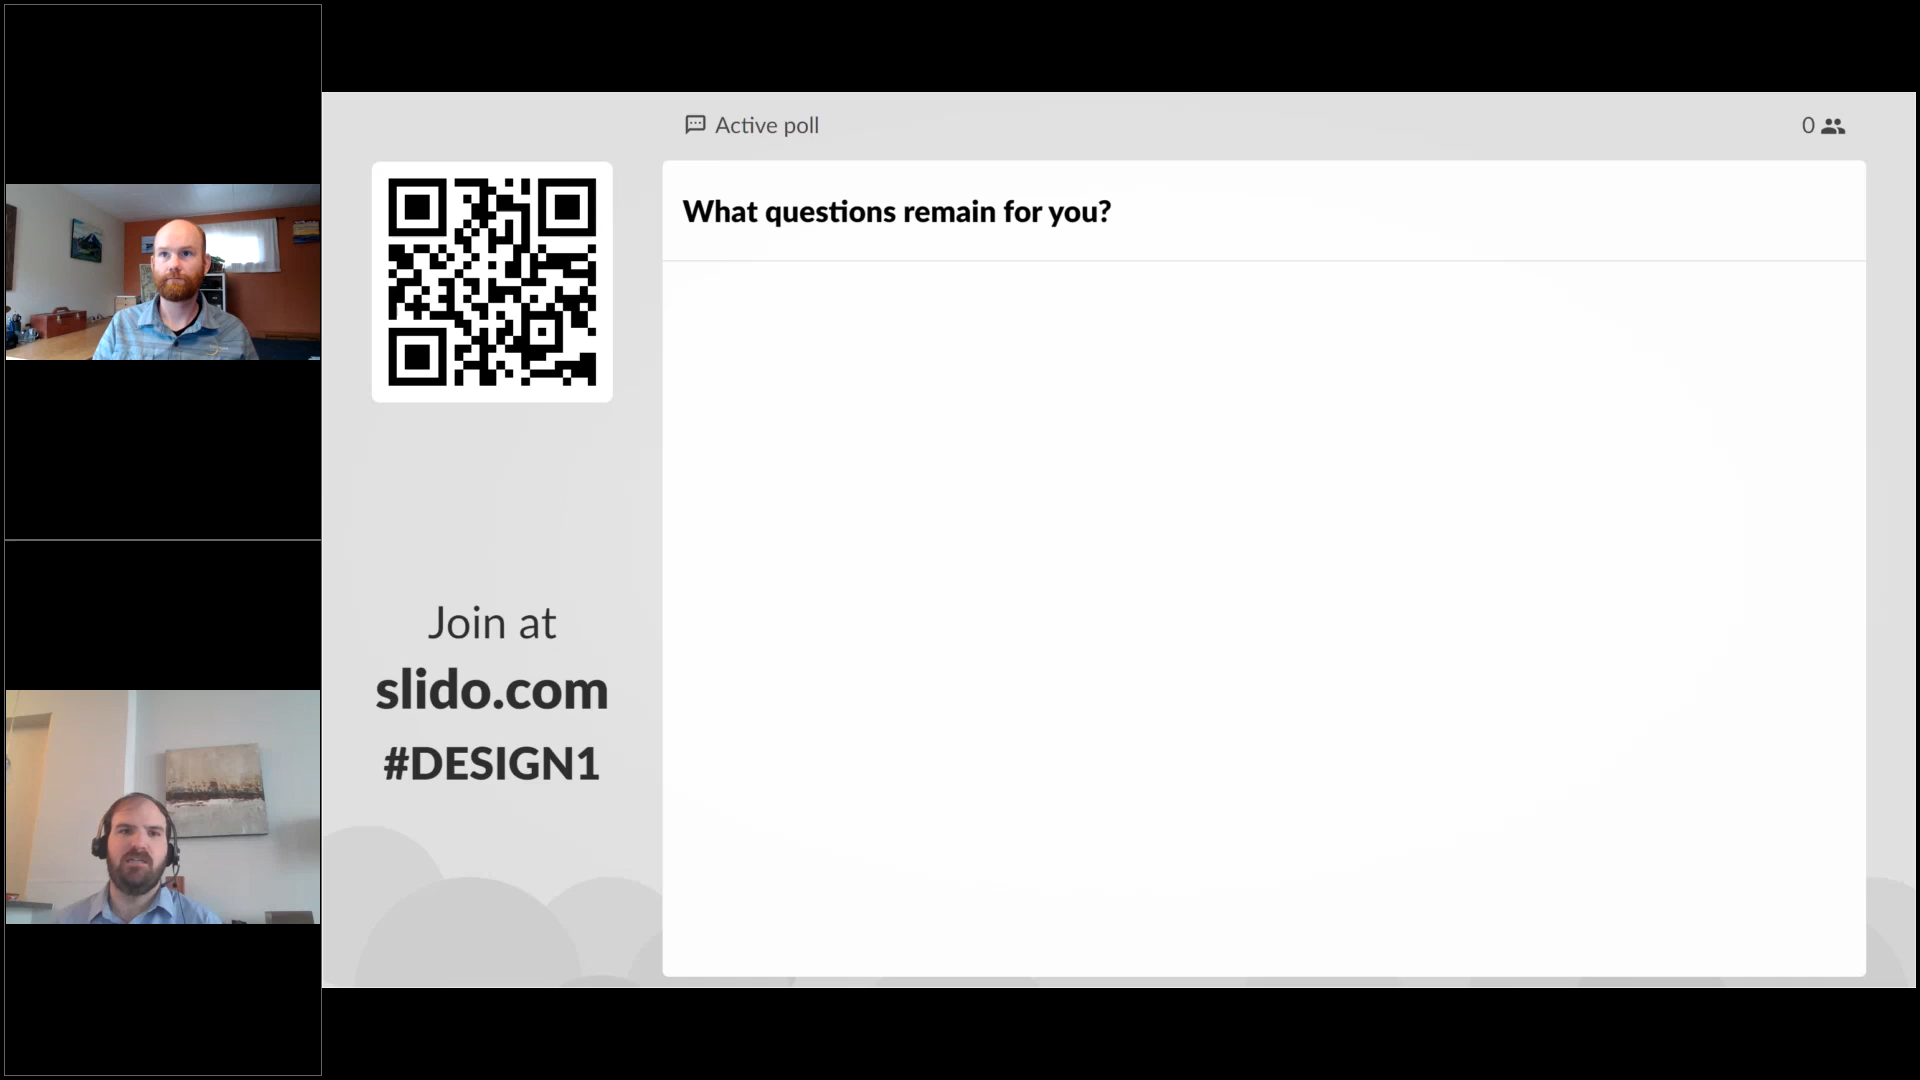 Active poll
0
What questions remain for you?
Join at
slido.com
#DESIGN1